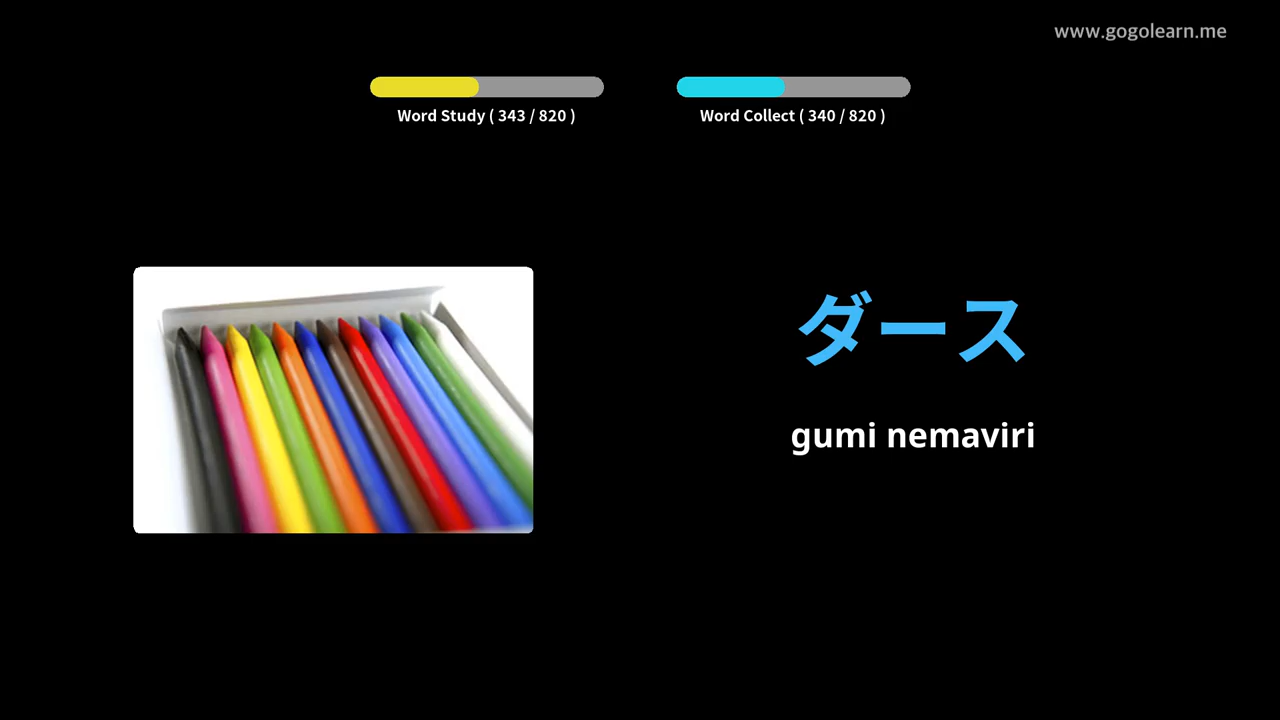 www.gogolearn.me
Word Study ( 343 / 820 )
Word Collect ( 340 / 820 )
ダース
gumi nemaviri